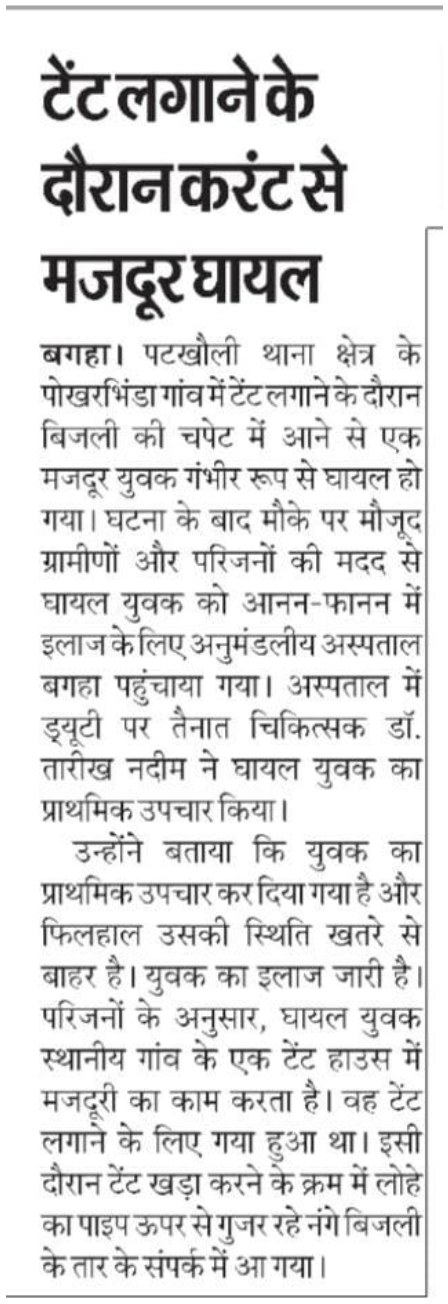 टेंट लगाने के
दौरान करंट से
मजदूर घायल
बगहा। पटखौली थाना क्षेत्र के
पोखरभिंडा गांव में टेंट लगाने के दौरान
बिजली की चपेट में आने से एक
मजदूर युवक गंभीर रूप से घायल हो
गया। घटना के बाद मौके पर मौजूद
ग्रामीणों और परिजनों की मदद से
घायल युवक को आनन-फानन में
इलाज के लिए अनुमंडलीय अस्पताल
बगहा पहुंचाया गया। अस्पताल में
ड्यूटी पर तैनात चिकित्सक डॉ.
तारीख नदीम ने घायल युवक का
प्राथमिक उपचार किया।
उन्होंने बताया कि युवक का
प्राथमिक उपचार कर दिया गया है और
फिलहाल उसकी स्थिति खतरे से
बाहर है। युवक का इलाज जारी है।
परिजनों के अनुसार, घायल युवक
स्थानीय गांव के एक टेंट हाउस में
मजदूरी का काम करता है। वह टेंट
लगाने के लिए गया हुआ था। इसी
दौरान टेंट खड़ा करने के क्रम में लोहे
का पाइप ऊपर से गुजर रहे नंगे बिजली
के तार के संपर्क में आ गया।